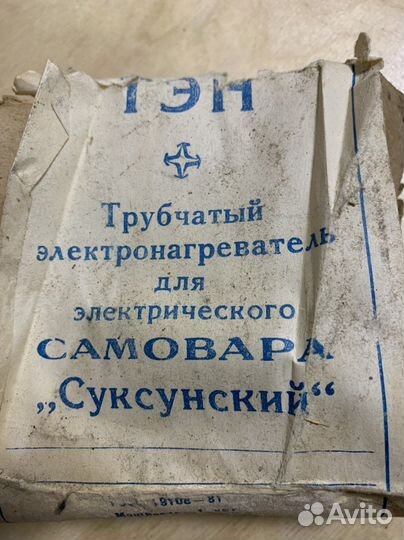 ТЭН
Трубчатый
электронагреватель
для
электрического
САМОВАРА
„Суксунский“
Avito